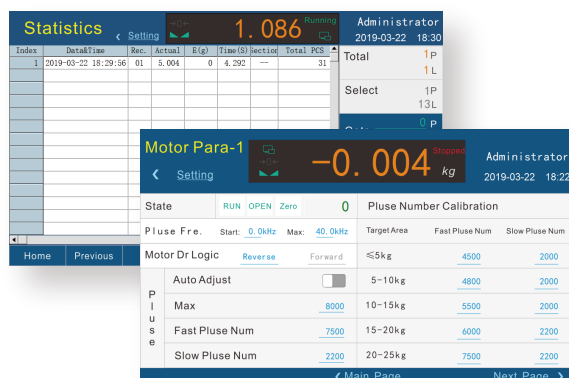 Statistics ‹ Setting →0← 1.086 Running Administrator
2019-03-22 18:30
Index Data&Time Rec. Actual E(g) Time(S) Section Total PCS
1 2019-03-22 18:29:56 01 5.004 0 4.292 — 31
Total 1P
1L
Select 1P
13L
0 P
Home Previous
Motor Para-1 →0← -0.004 Stopped Administrator
‹ Setting kg 2019-03-22 18:22
State RUN OPEN Zero 0 Pluse Number Calibration
Pluse Fre. Start: 0.0kHz Max: 40.0kHz Target Area Fast Pluse Num Slow Pluse Num
Motor Dr Logic Reverse Forward ≤5kg 4500 2000
Pluse
Auto Adjust 5-10kg 4800 2000
Max 8000 10-15kg 5500 2000
Fast Pluse Num 7500 15-20kg 6000 2200
Slow Pluse Num 2200 20-25kg 7500 2200
‹ Main Page Next Page ›